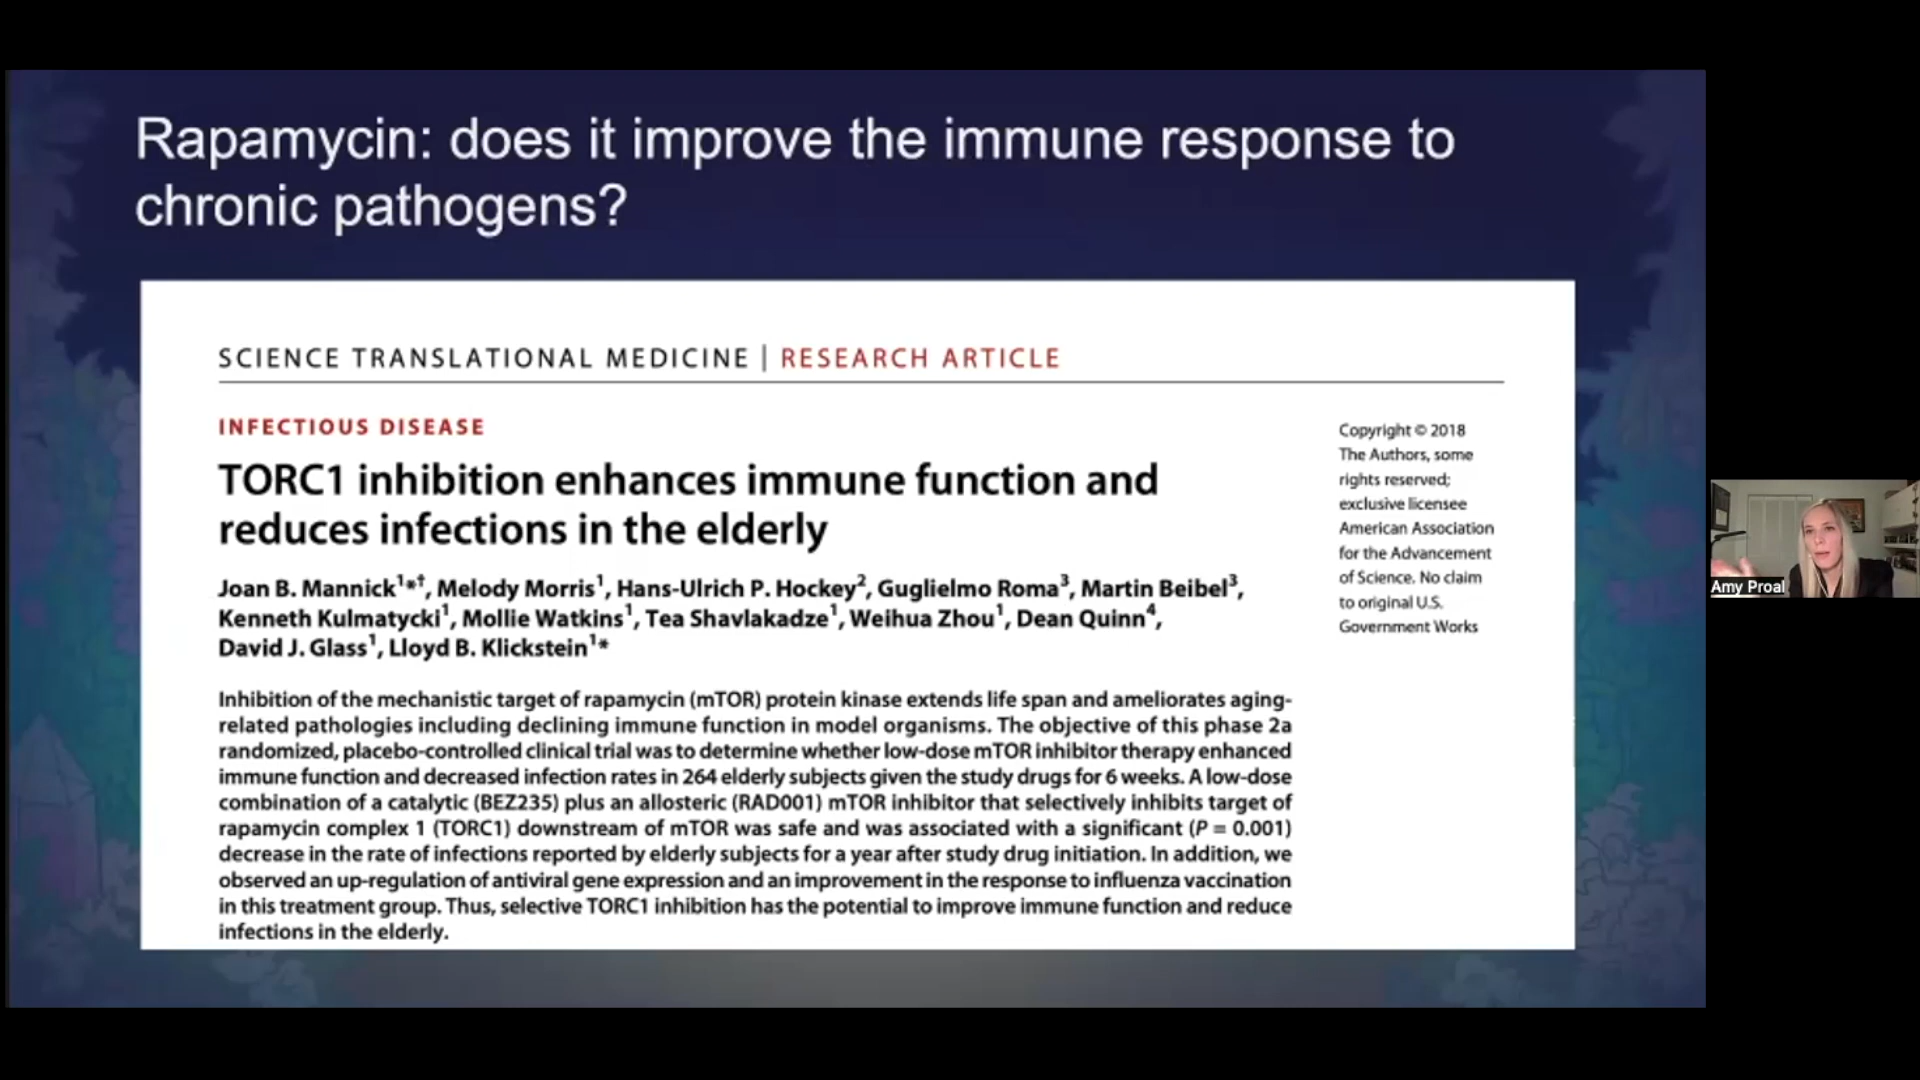 Rapamycin: does it improve the immune response to
chronic pathogens?
SCIENCE TRANSLATIONAL MEDICINE | RESEARCH ARTICLE
INFECTIOUS DISEASE
TORC1 inhibition enhances immune function and
reduces infections in the elderly
Joan B. Mannick¹*†, Melody Morris¹, Hans-Ulrich P. Hockey², Guglielmo Roma³, Martin Beibel³,
Kenneth Kulmatycki¹, Mollie Watkins¹, Tea Shavlakadze¹, Weihua Zhou¹, Dean Quinn⁴,
David J. Glass¹, Lloyd B. Klickstein¹*
Inhibition of the mechanistic target of rapamycin (mTOR) protein kinase extends life span and ameliorates aging-
related pathologies including declining immune function in model organisms. The objective of this phase 2a
randomized, placebo-controlled clinical trial was to determine whether low-dose mTOR inhibitor therapy enhanced
immune function and decreased infection rates in 264 elderly subjects given the study drugs for 6 weeks. A low-dose
combination of a catalytic (BEZ235) plus an allosteric (RAD001) mTOR inhibitor that selectively inhibits target of
rapamycin complex 1 (TORC1) downstream of mTOR was safe and was associated with a significant (P = 0.001)
decrease in the rate of infections reported by elderly subjects for a year after study drug initiation. In addition, we
observed an up-regulation of antiviral gene expression and an improvement in the response to influenza vaccination
in this treatment group. Thus, selective TORC1 inhibition has the potential to improve immune function and reduce
infections in the elderly.
Copyright © 2018
The Authors, some
rights reserved;
exclusive licensee
American Association
for the Advancement
of Science. No claim
to original U.S.
Government Works
Amy Proal